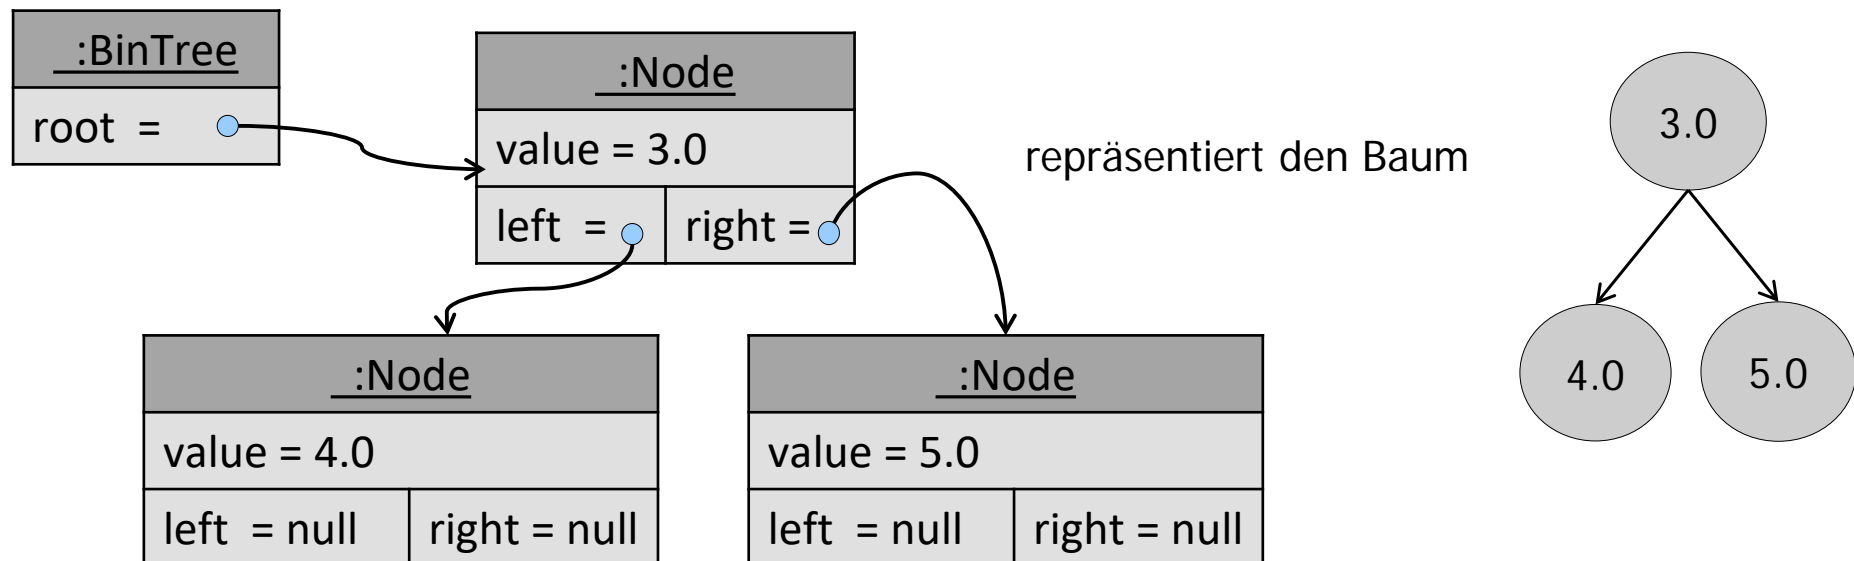 :BinTree
root =
:Node
value = 3.0
left = right =
repräsentiert den Baum
3.0
4.0 5.0
:Node
value = 4.0
left = null right = null
:Node
value = 5.0
left = null right = null